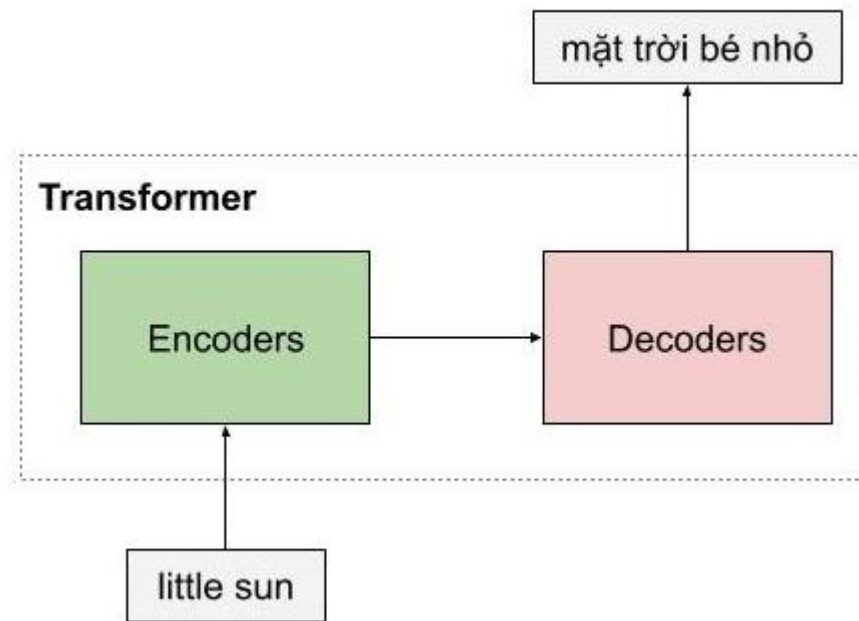 mặt trời bé nhỏ
Transformer
Encoders
Decoders
little sun